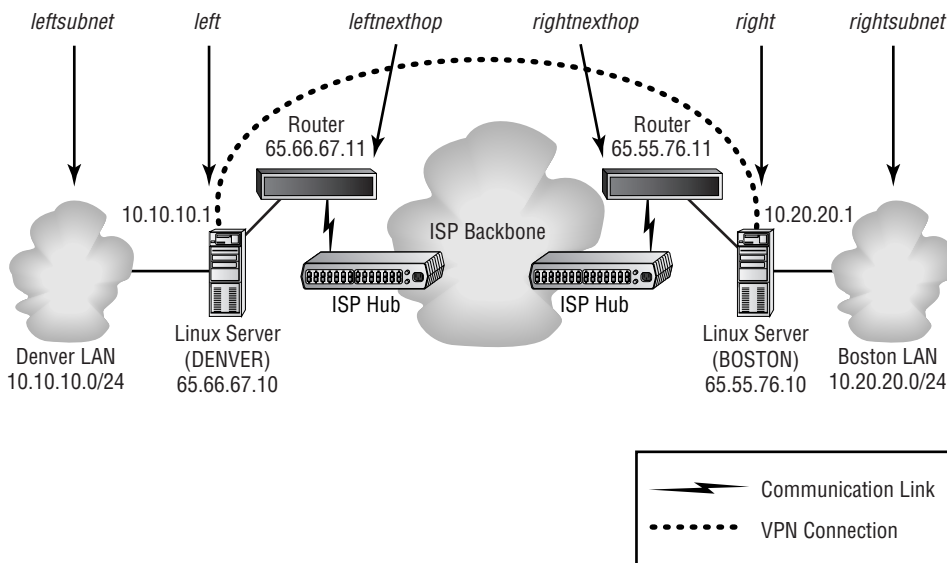 leftsubnet
left
leftnexthop
rightnexthop
right
rightsubnet
Router
65.66.67.11
Router
65.55.76.11
10.10.10.1
ISP Backbone
10.20.20.1
ISP Hub
ISP Hub
Denver LAN
10.10.10.0/24
Linux Server
(DENVER)
65.66.67.10
Linux Server
(BOSTON)
65.55.76.10
Boston LAN
10.20.20.0/24
Communication Link
VPN Connection